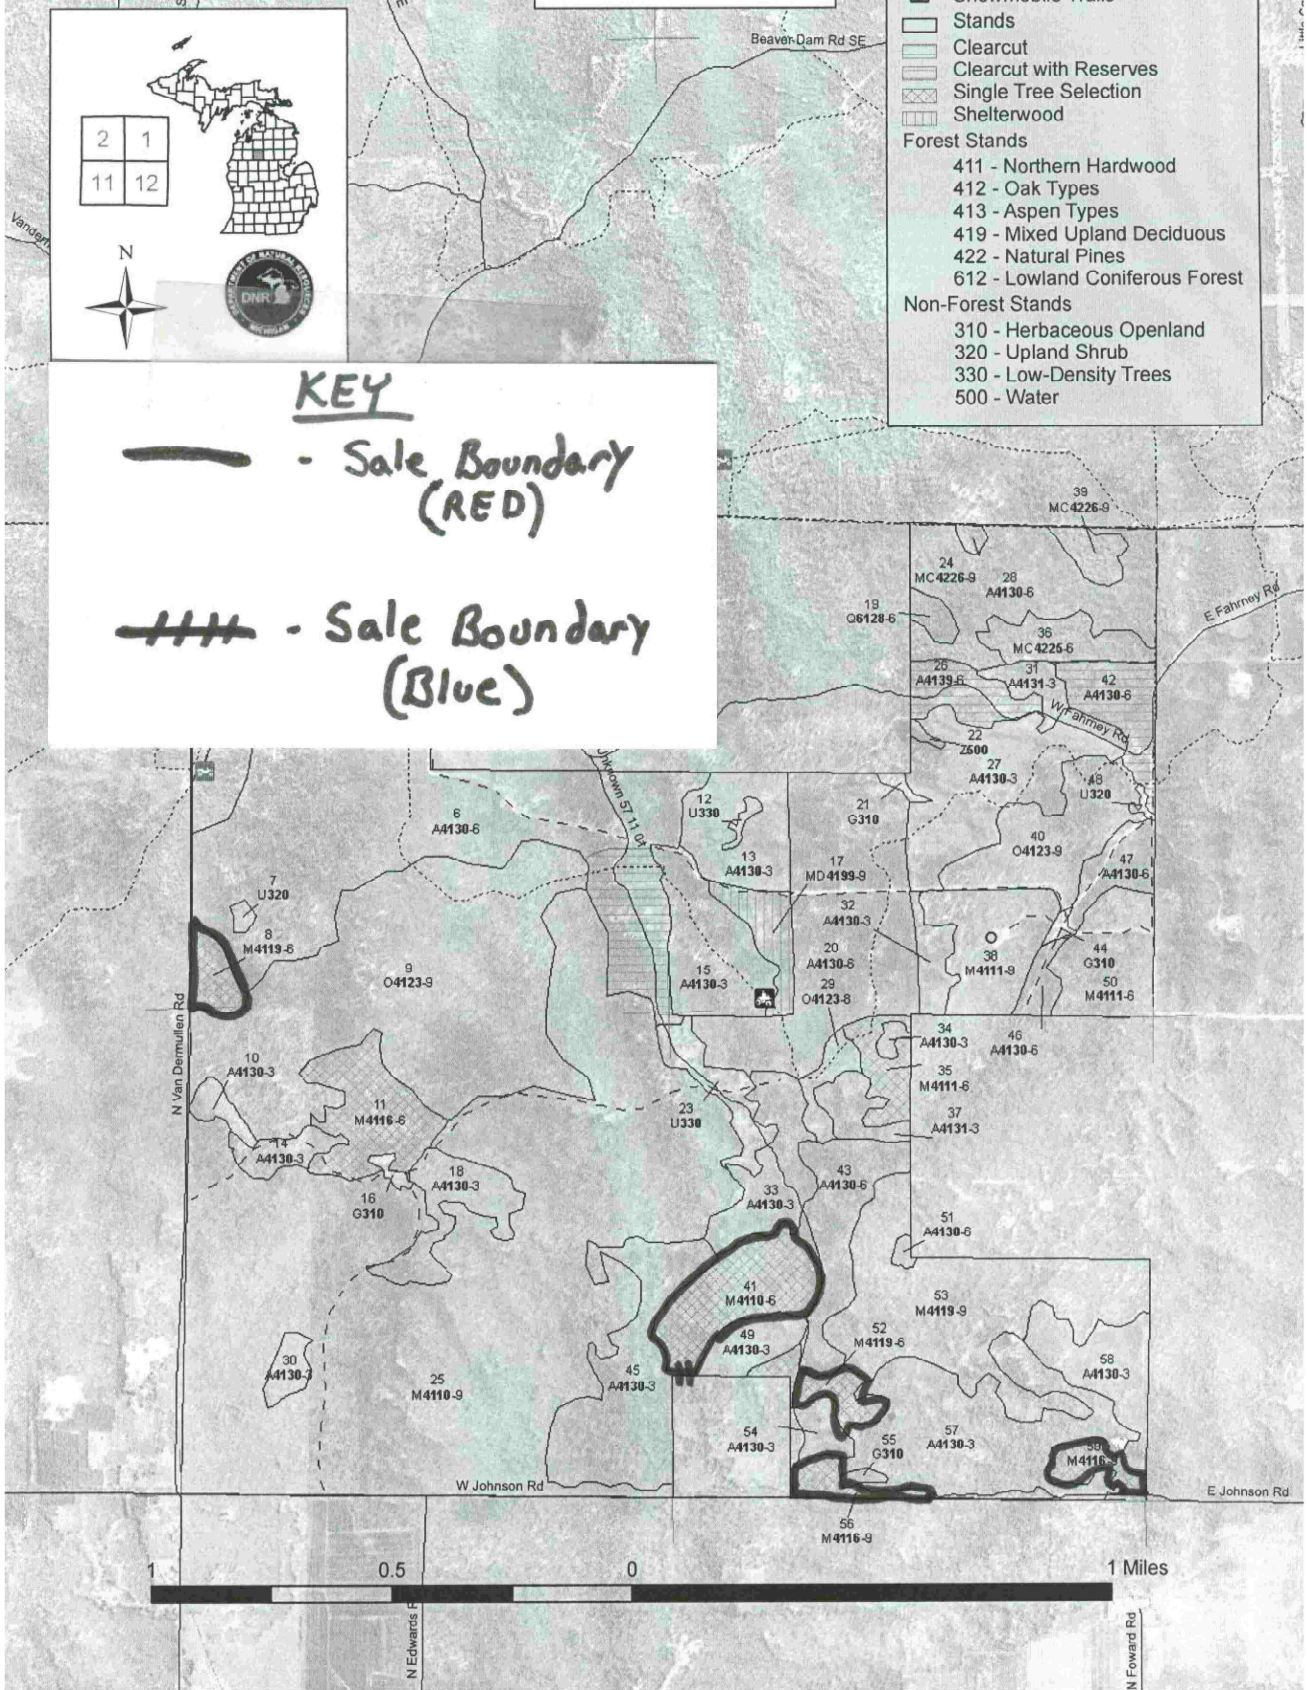 Beaver Dam Rd SE
Stands
Clearcut
Clearcut with Reserves
Single Tree Selection
Shelterwood
Forest Stands
411 - Northern Hardwood
412 - Oak Types
413 - Aspen Types
419 - Mixed Upland Deciduous
422 - Natural Pines
612 - Lowland Coniferous Forest
Non-Forest Stands
310 - Herbaceous Openland
320 - Upland Shrub
330 - Low-Density Trees
500 - Water
2 1
11 12
N
DEPARTMENT OF NATURAL RESOURCES
DNR
MICHIGAN
KEY
- Sale Boundary
(RED)
- Sale Boundary
(Blue)
39
MC4226-9
24
MC4226-9
28
A4130-6
E Fahrney Rd
19
Q6128-6
36
MC4225-6
26
A4139-6
31
A4131-3
42
A4130-6
W Fahrney Rd
22
Z500
27
A4130-3
48
U320
Unknown 57 11 01
12
U330
21
G310
6
A4130-6
40
O4123-9
13
A4130-3
17
MD4199-9
47
A4130-6
7
U320
32
A4130-3
8
M4119-6
9
O4123-9
15
A4130-3
20
A4130-6
38
M4111-9
44
G310
29
O4123-8
50
M4111-6
N Van Dermullen Rd
34
A4130-3
46
A4130-6
10
A4130-3
35
M4111-6
11
M4116-6
23
U330
37
A4131-3
14
A4130-3
18
A4130-3
43
A4130-6
16
G310
33
A4130-3
51
A4130-6
41
M4110-6
53
M4119-9
49
A4130-3
52
M4119-6
30
A4130-3
25
M4110-9
45
A4130-3
58
A4130-3
54
A4130-3
55
G310
57
A4130-3
W Johnson Rd
E Johnson Rd
56
M4116-9
1 0.5 0 1 Miles
N Edwards
N Foward Rd